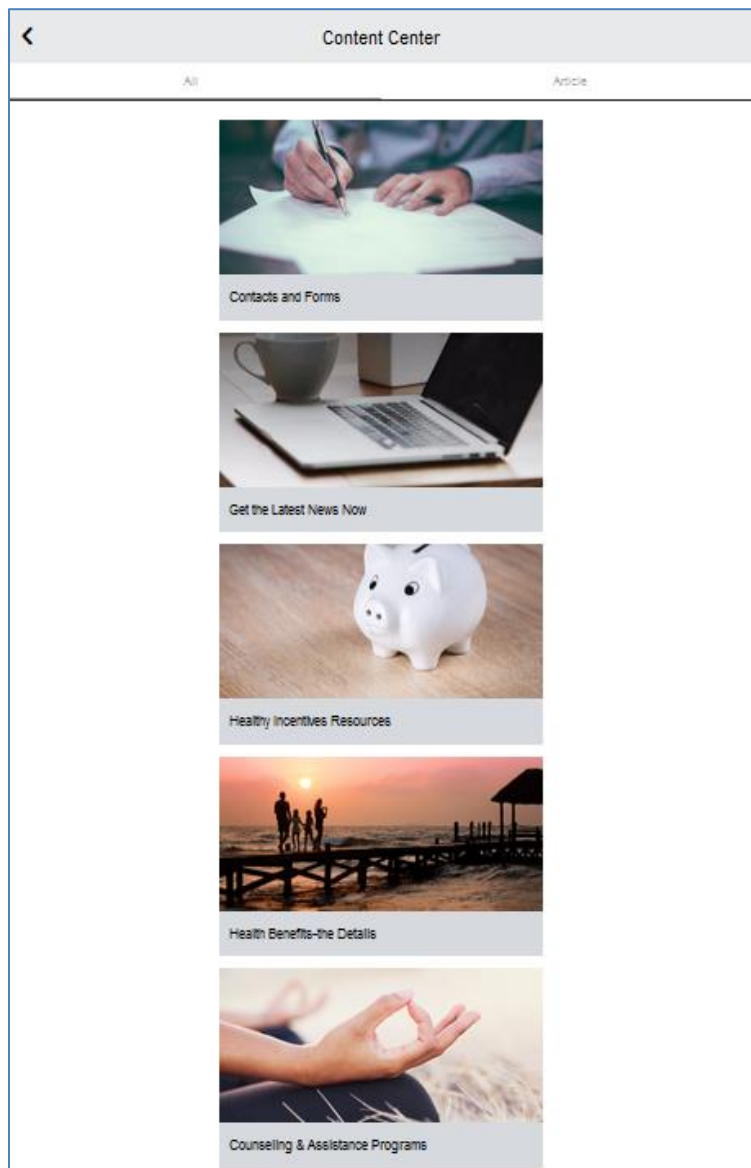 Content Center
All
Article
Contacts and Forms
Get the Latest News Now
Healthy Incentives Resources
Health Benefits-the Details
Counseling & Assistance Programs